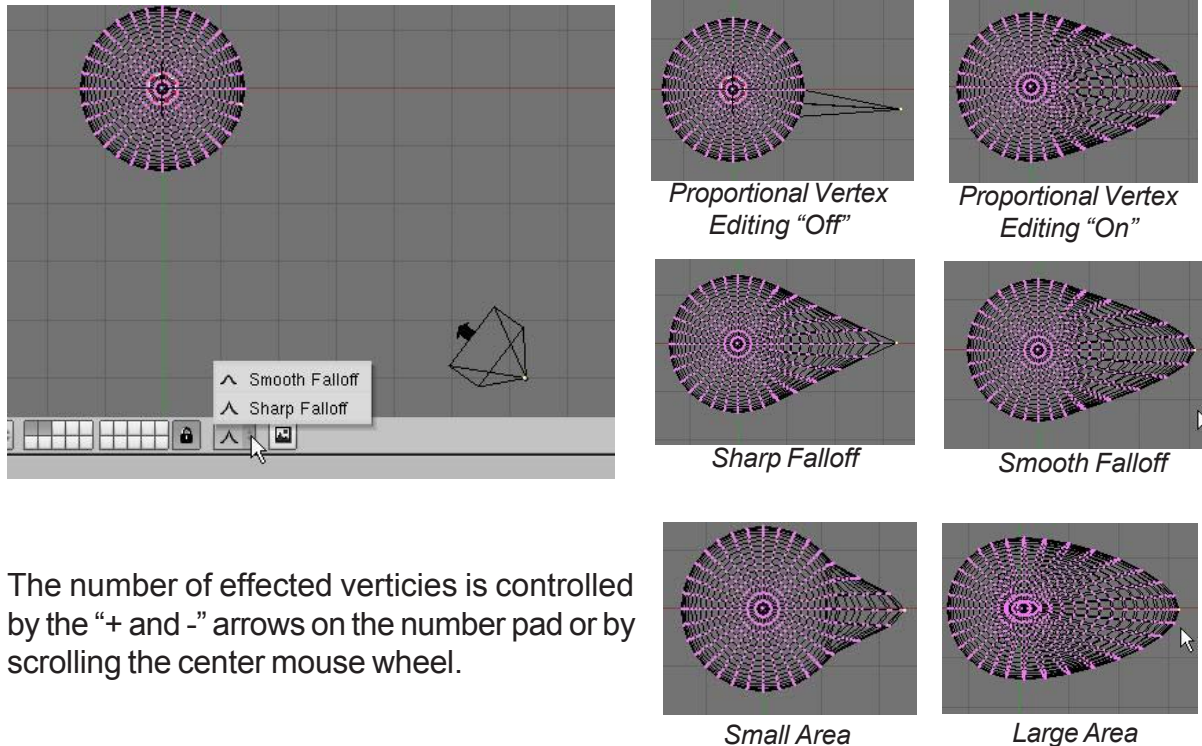 Smooth Falloff
Sharp Falloff
Proportional Vertex
Editing “Off”
Proportional Vertex
Editing “On”
Sharp Falloff
Smooth Falloff
The number of effected verticies is controlled
by the “+ and -” arrows on the number pad or by
scrolling the center mouse wheel.
Small Area
Large Area